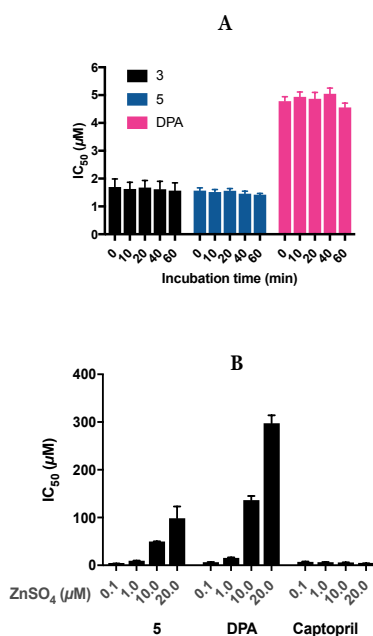 A
6
5
4
3
2
1
0
IC50 (µM)
3
5
DPA
0 10 20 40 60 0 10 20 40 60 0 10 20 40 60
Incubation time (min)
B
400
300
200
100
0
IC50 (µM)
ZnSO4 (µM) 0.1 1.0 10.0 20.0 0.1 1.0 10.0 20.0 0.1 1.0 10.0 20.0
5 DPA Captopril